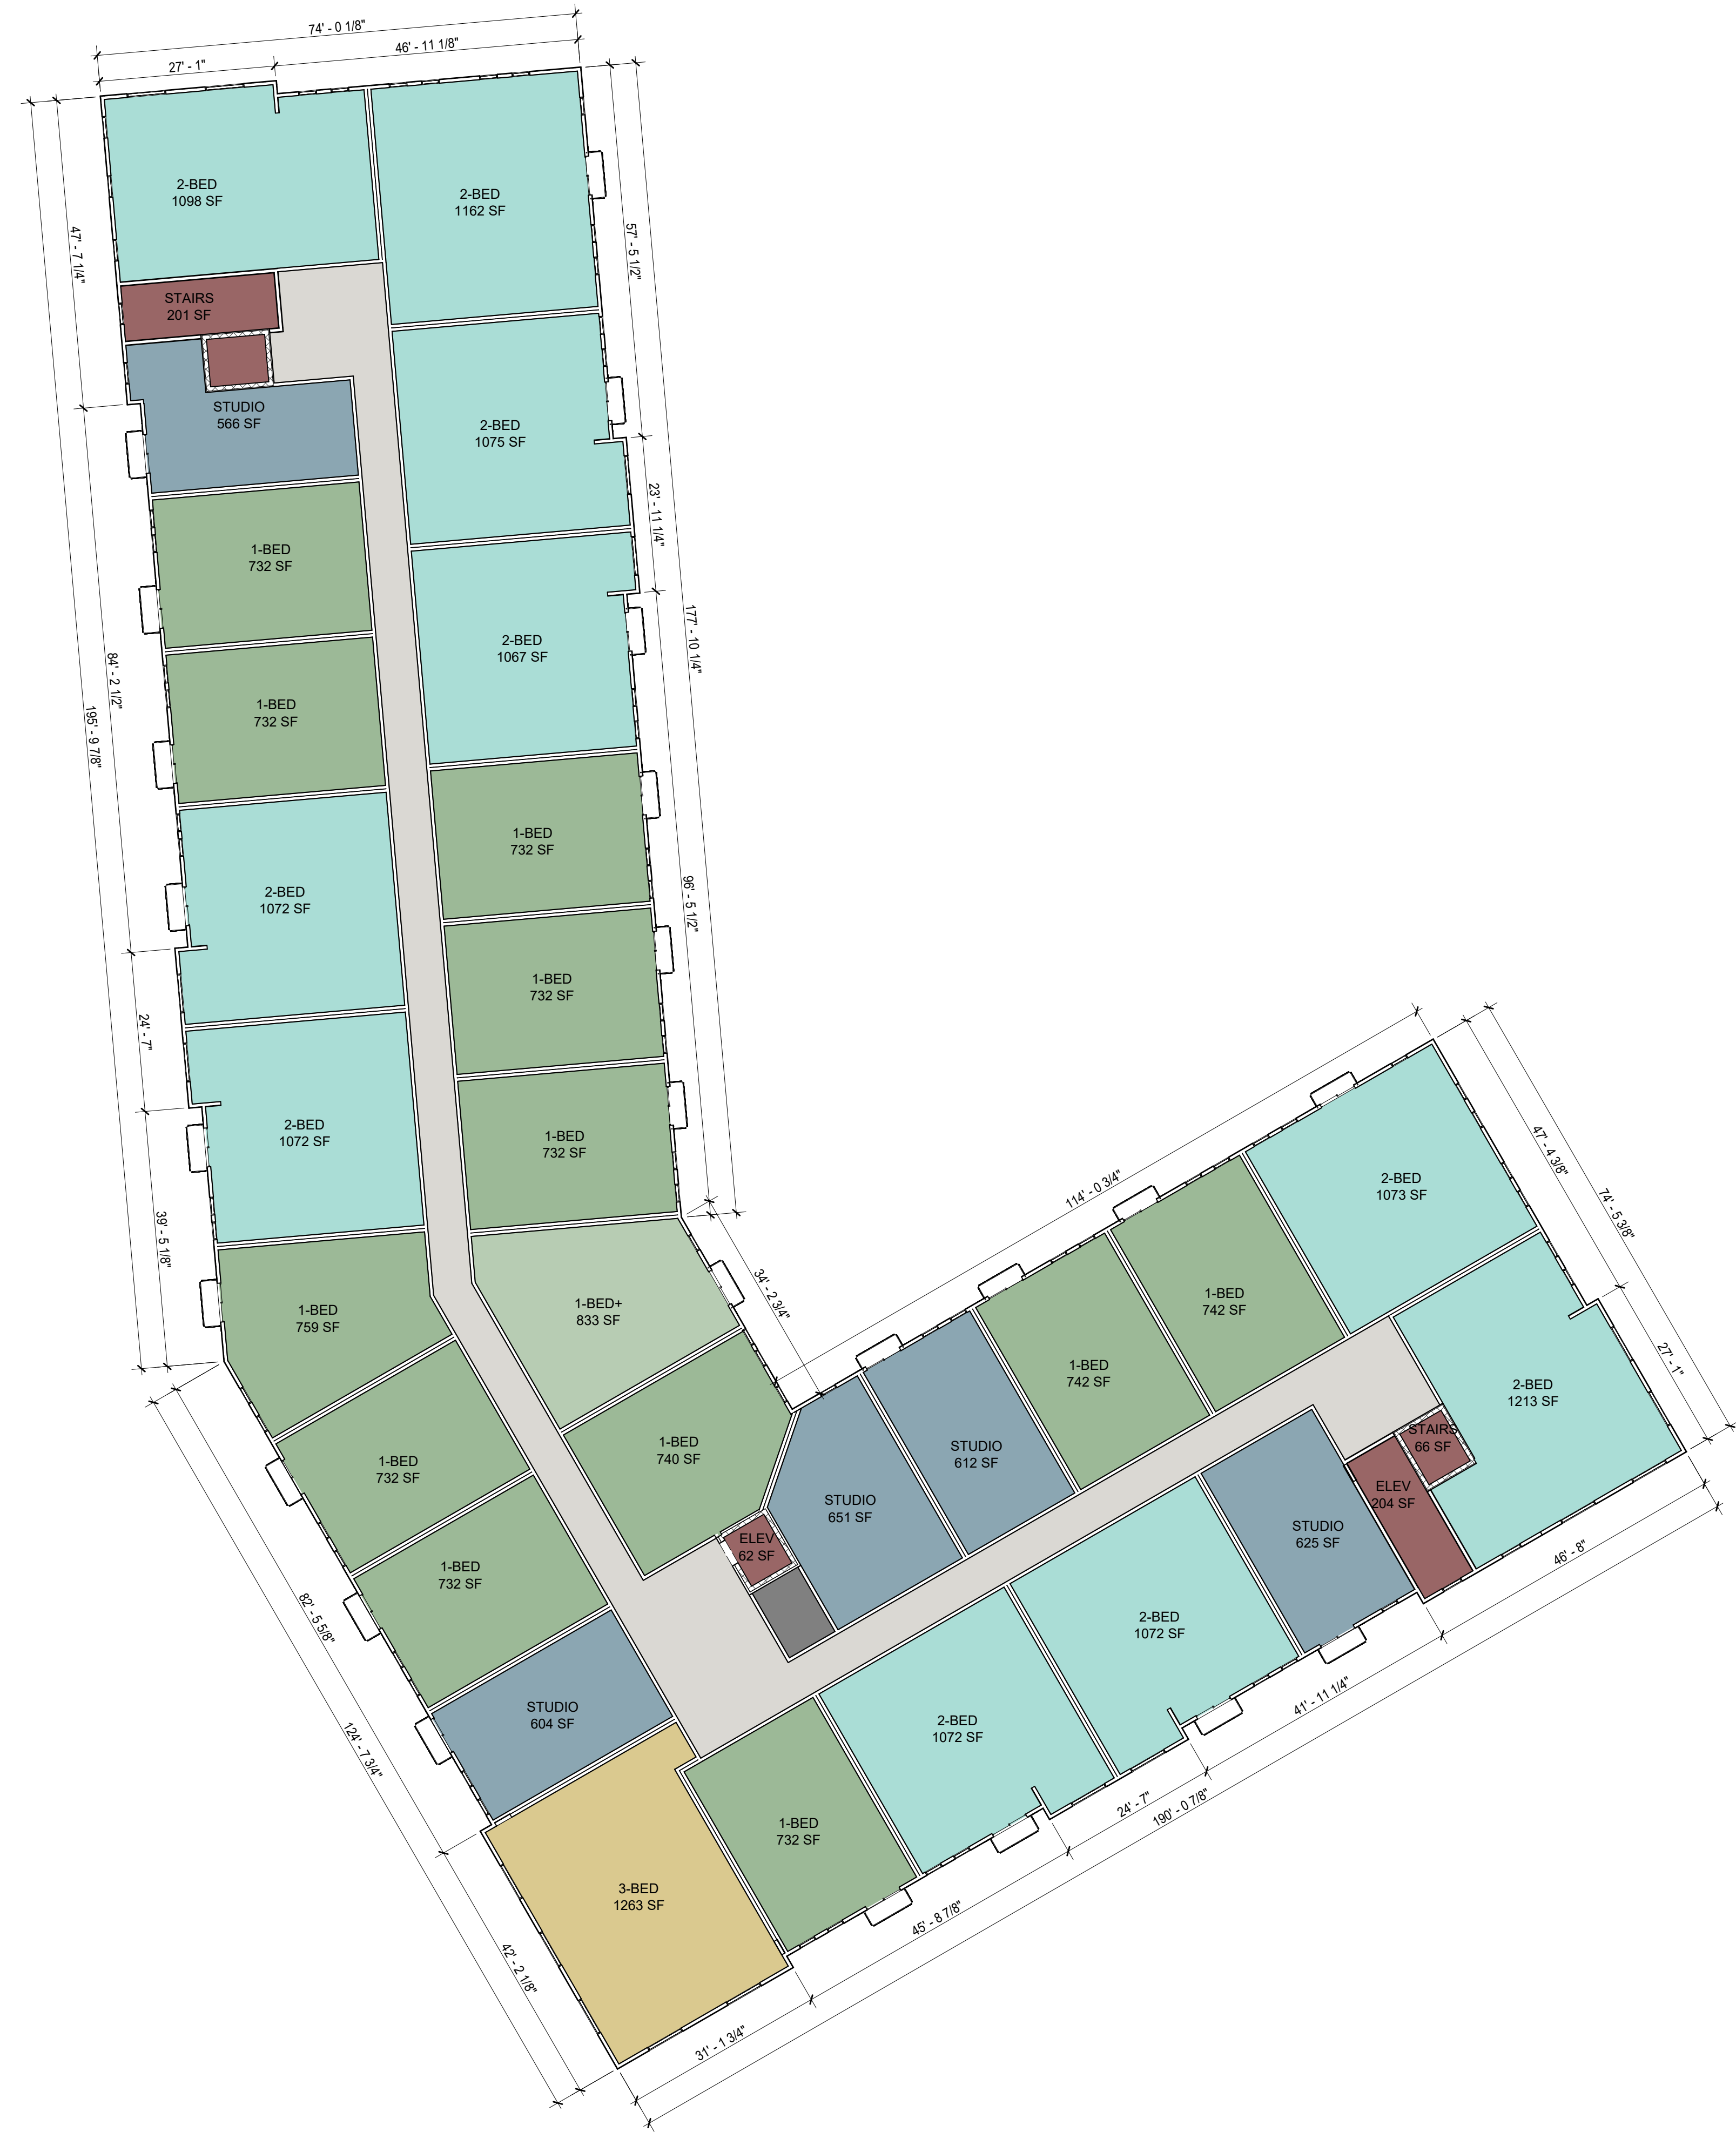 74' - 0 1/8"
27' - 1"
46' - 11 1/8"
2-BED
1098 SF
2-BED
1162 SF
47' - 7 1/4"
57' - 5 1/2"
STAIRS
201 SF
STUDIO
566 SF
2-BED
1075 SF
23' - 11 1/4"
1-BED
732 SF
2-BED
1067 SF
177' - 10 1/4"
84' - 2 1/2"
195' - 9 7/8"
1-BED
732 SF
1-BED
732 SF
2-BED
1072 SF
96' - 5 1/2"
1-BED
732 SF
24' - 7"
2-BED
1072 SF
1-BED
732 SF
39' - 5 1/8"
1-BED
759 SF
1-BED+
833 SF
34' - 2 3/4"
114' - 0 3/4"
47' - 4 3/8"
74' - 5 3/8"
2-BED
1073 SF
1-BED
742 SF
1-BED
742 SF
27' - 1"
2-BED
1213 SF
STAIRS
66 SF
1-BED
732 SF
1-BED
740 SF
STUDIO
612 SF
STUDIO
651 SF
ELEV
204 SF
ELEV
62 SF
STUDIO
625 SF
46' - 8"
1-BED
732 SF
82' - 5 5/8"
2-BED
1072 SF
41' - 11 1/4"
STUDIO
604 SF
2-BED
1072 SF
124' - 7 3/4"
24' - 7"
190' - 0 7/8"
1-BED
732 SF
3-BED
1263 SF
45' - 8 7/8"
42' - 2 1/8"
31' - 1 3/4"